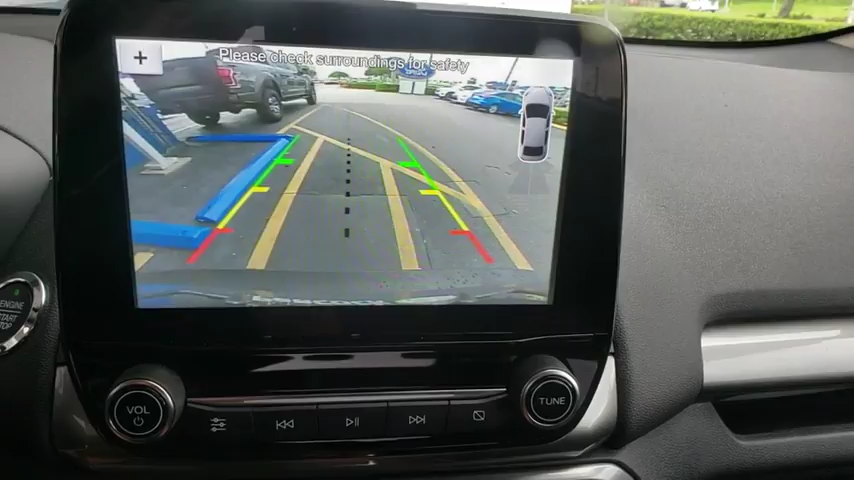 +
Please check surroundings for safety
ENGINE
START
STOP
VOL
TUNE